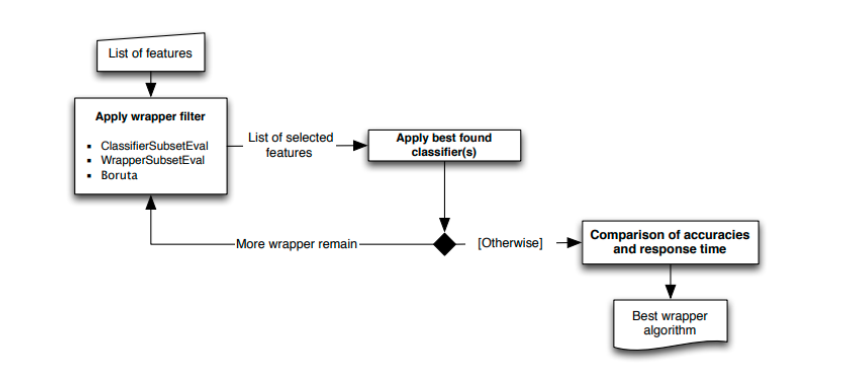 List of features
Apply wrapper filter
▪ ClassifierSubsetEval
▪ WrapperSubsetEval
▪ Boruta
List of selected
features
Apply best found
classifier(s)
More wrapper remain
[Otherwise]
Comparison of accuracies
and response time
Best wrapper
algorithm